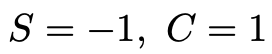 S = −1, C = 1